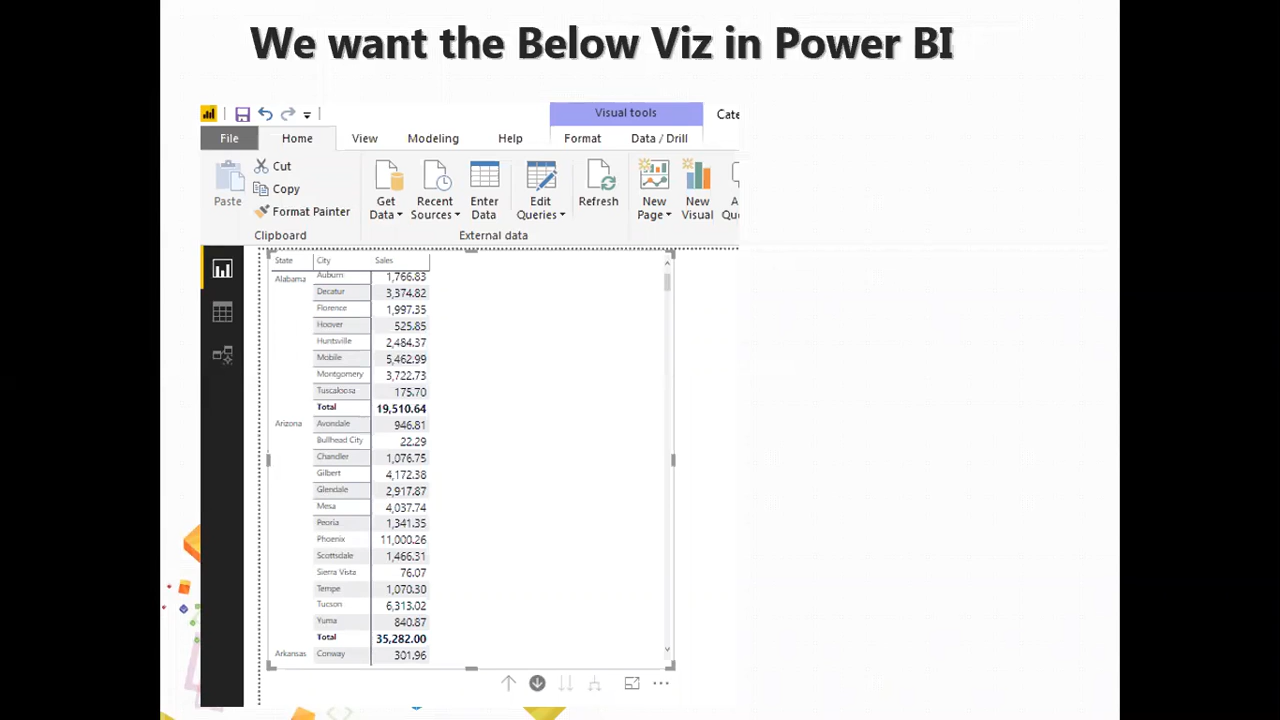 We want the Below Viz in Power BI
Visual tools
Cate
File Home View Modeling Help Format Data / Drill
Cut
Copy
Format Painter
Paste
Get Data
Recent Sources
Enter Data
Edit Queries
Refresh
New Page
New Visual
A
Qu
Clipboard External data
State City Sales
Alabama Auburn 1,766.83
Decatur 3,374.82
Florence 1,997.35
Hoover 525.85
Huntsville 2,484.37
Mobile 5,462.99
Montgomery 3,722.73
Tuscaloosa 175.70
Total 19,510.64
Arizona Avondale 946.81
Bullhead City 22.29
Chandler 1,076.75
Gilbert 4,172.38
Glendale 2,917.87
Mesa 4,037.74
Peoria 1,341.35
Phoenix 11,000.26
Scottsdale 1,466.31
Sierra Vista 76.07
Tempe 1,070.30
Tucson 6,313.02
Yuma 840.87
Total 35,282.00
Arkansas Conway 301.96